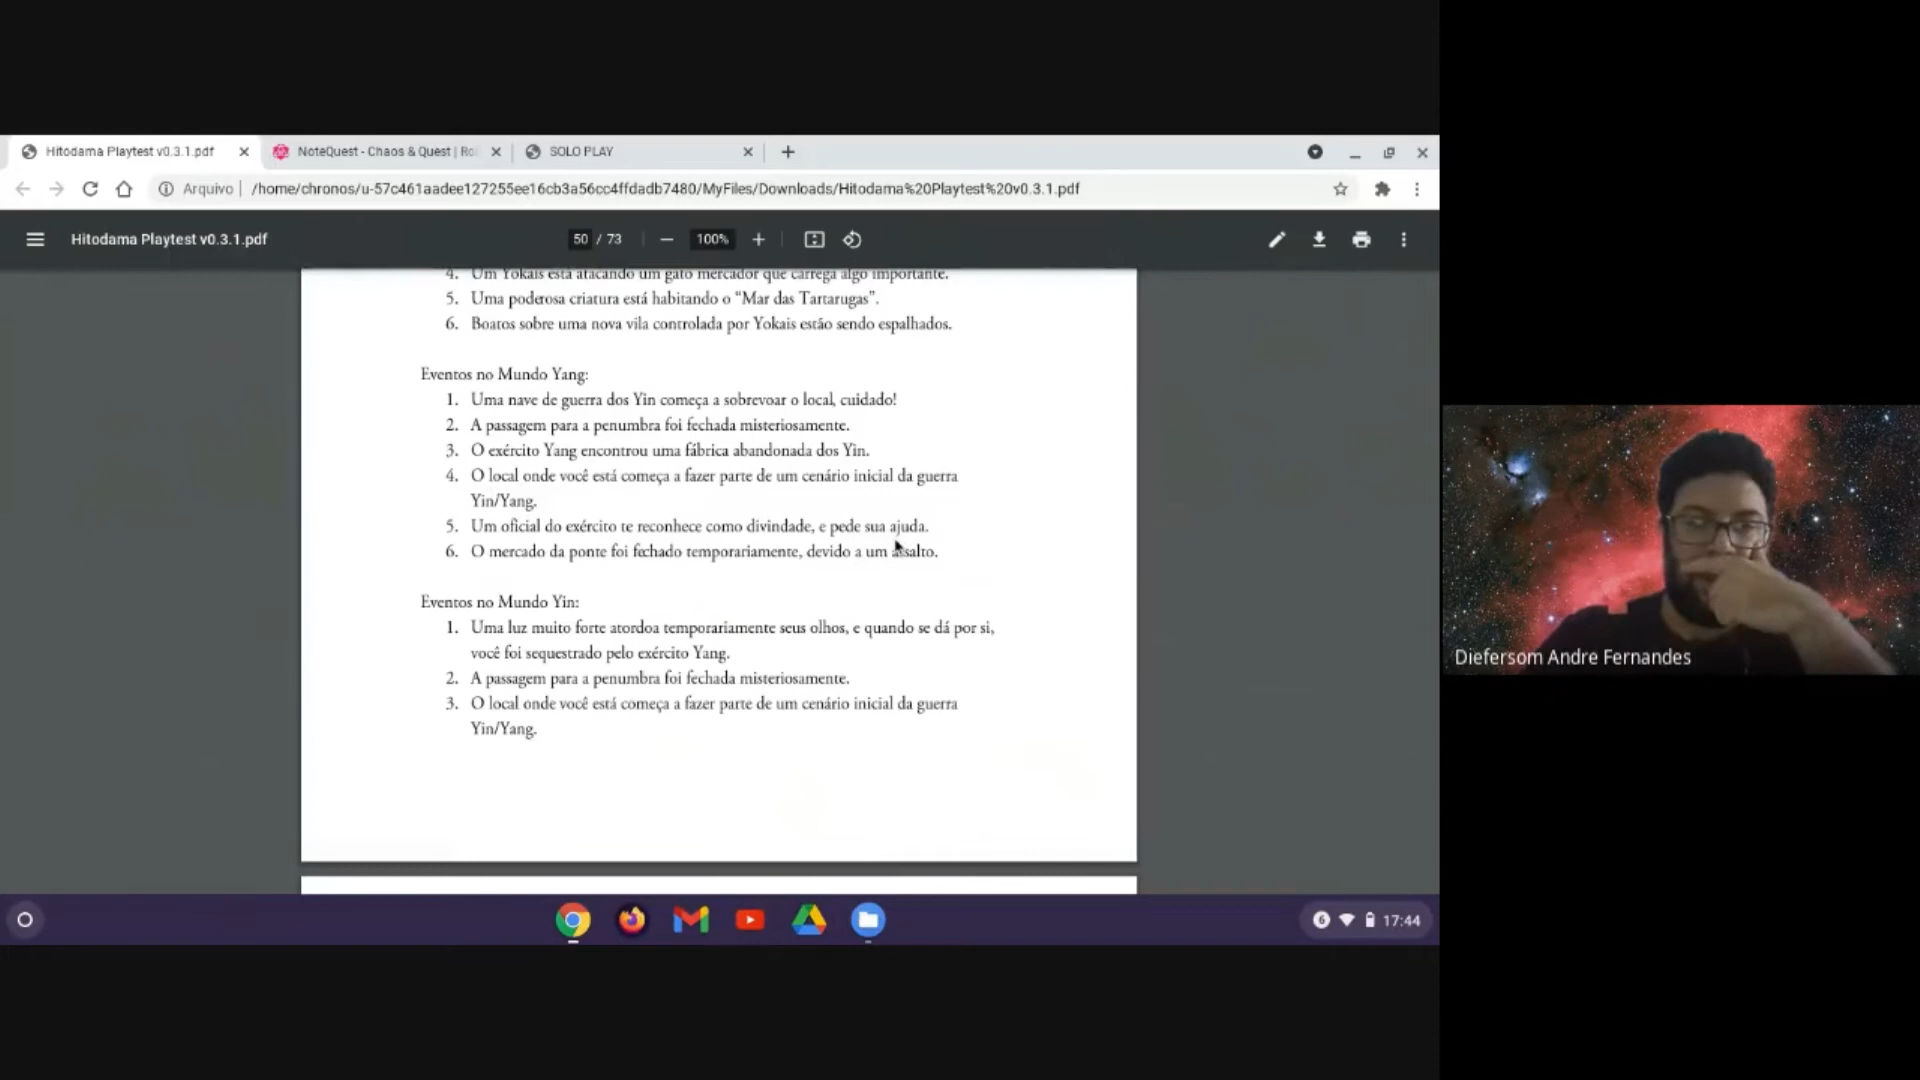 Hitodama Playtest v0.3.1.pdf
NoteQuest - Chaos & Quest | Ro
SOLO PLAY
Arquivo | /home/chronos/u-57c461aadee127255ee16cb3a56cc4ffdadb7480/MyFiles/Downloads/Hitodama%20Playtest%20v0.3.1.pdf
Hitodama Playtest v0.3.1.pdf
50 / 73
100%
4. Um Yokais está atacando um gato mercador que carrega algo importante.
5. Uma poderosa criatura está habitando o “Mar das Tartarugas”.
6. Boatos sobre uma nova vila controlada por Yokais estão sendo espalhados.
Eventos no Mundo Yang:
1. Uma nave de guerra dos Yin começa a sobrevoar o local, cuidado!
2. A passagem para a penumbra foi fechada misteriosamente.
3. O exército Yang encontrou uma fábrica abandonada dos Yin.
4. O local onde você está começa a fazer parte de um cenário inicial da guerra
Yin/Yang.
5. Um oficial do exército te reconhece como divindade, e pede sua ajuda.
6. O mercado da ponte foi fechado temporariamente, devido a um assalto.
Eventos no Mundo Yin:
1. Uma luz muito forte atordoa temporariamente seus olhos, e quando se dá por si,
você foi sequestrado pelo exército Yang.
2. A passagem para a penumbra foi fechada misteriosamente.
3. O local onde você está começa a fazer parte de um cenário inicial da guerra
Yin/Yang.
Diefersom Andre Fernandes
6
17:44